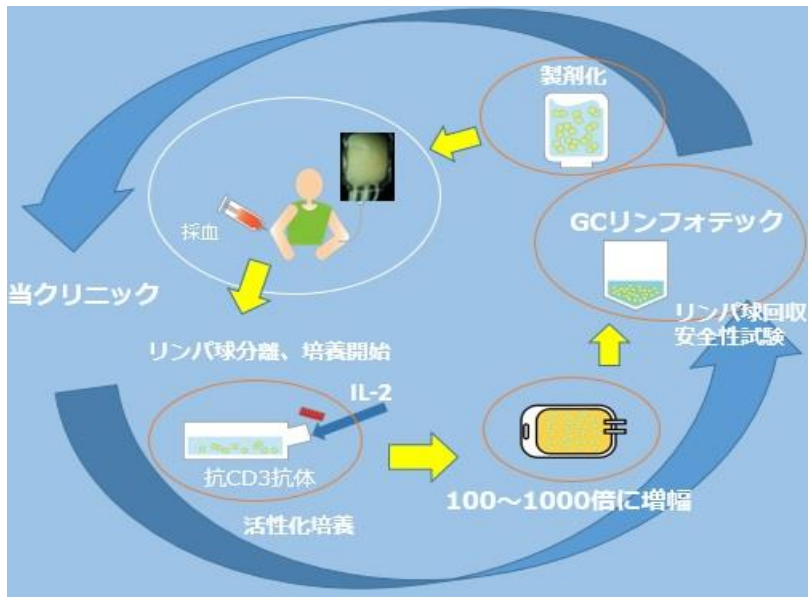 製剤化
採血
GCリンフォテック
当クリニック
リンパ球回収
安全性試験
リンパ球分離、培養開始
IL-2
抗CD3抗体
100～1000倍に増幅
活性化培養